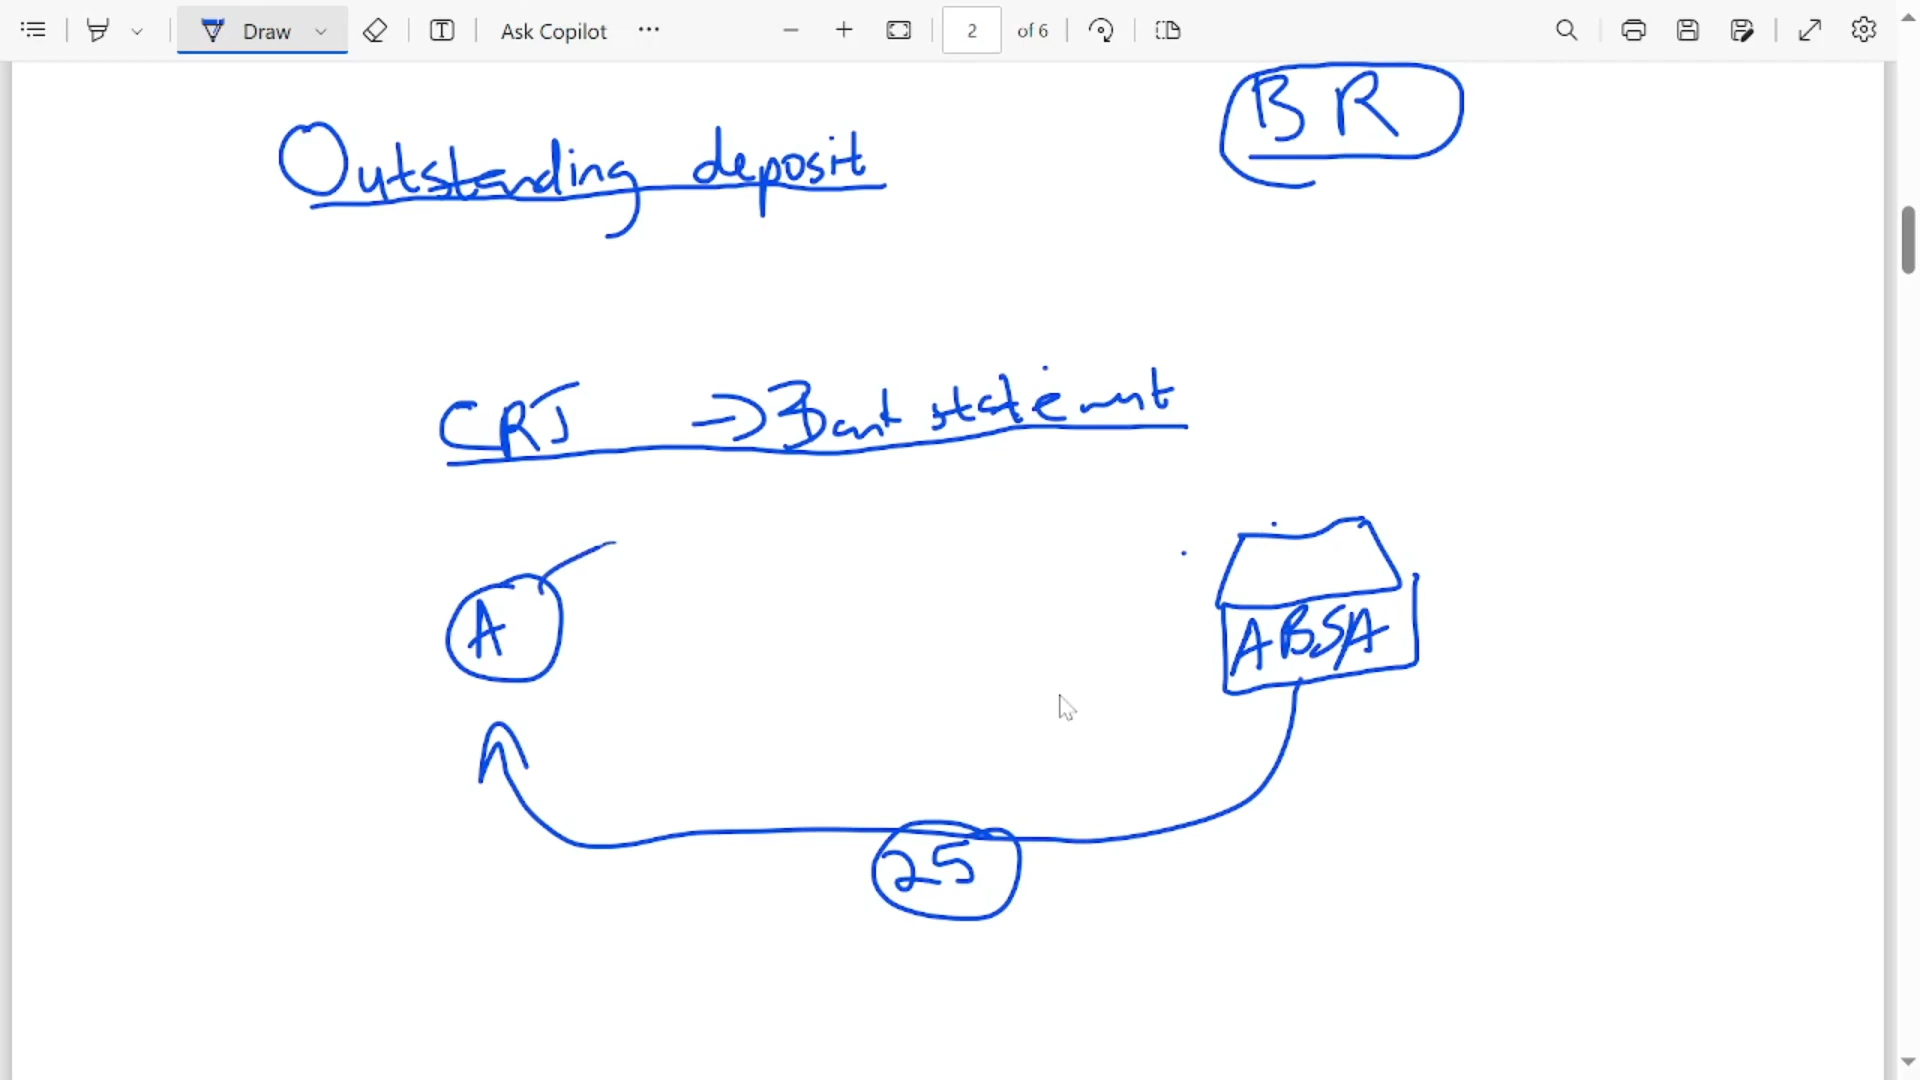 Draw
Ask Copilot
2 of 6
BR
Outstanding deposit
CRJ => Bank statement
A
ABSA
25